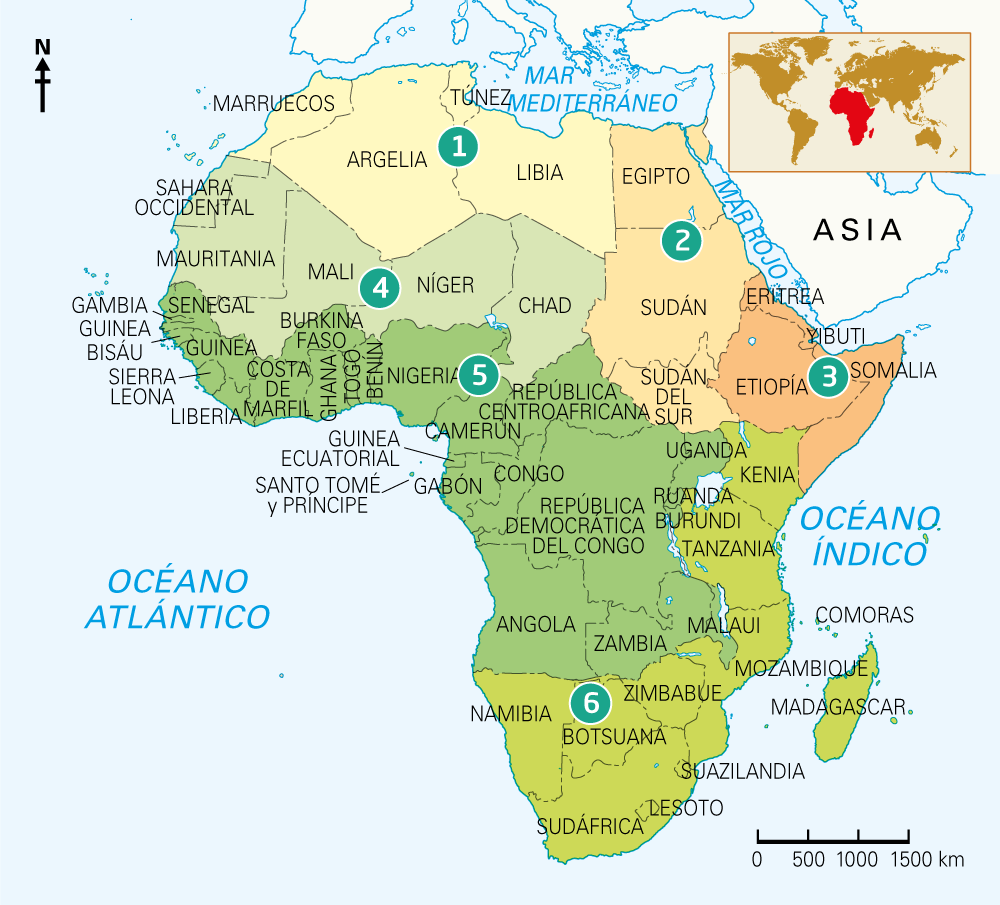 N
MAR
MEDITERRÁNEO
MARRUECOS
TÚNEZ
ARGELIA
1
LIBIA
EGIPTO
MAR ROJO
ASIA
SAHARA
OCCIDENTAL
2
MAURITANIA
MALI
4
NÍGER
CHAD
SUDÁN
ERITREA
GAMBIA
SENEGAL
GUINEA
BISÁU
GUINEA
BURKINA
FASO
YIBUTI
SIERRA
LEONA
COSTA
DE
MARFIL
GHANA
TOGO
BENÍN
NIGERIA
5
REPÚBLICA
CENTROAFRICANA
SUDÁN
DEL
SUR
ETIOPÍA
3
SOMALIA
LIBERIA
CAMERÚN
GUINEA
ECUATORIAL
SANTO TOMÉ
y PRÍNCIPE
GABÓN
CONGO
UGANDA
KENIA
REPÚBLICA
DEMOCRÁTICA
DEL CONGO
RUANDA
BURUNDI
TANZANIA
OCÉANO
ÍNDICO
OCÉANO
ATLÁNTICO
ANGOLA
ZAMBIA
MALAUI
COMORAS
MOZAMBIQUE
MADAGASCAR
NAMIBIA
6
ZIMBABUE
BOTSUANA
SUAZILANDIA
LESOTO
SUDÁFRICA
0 500 1000 1500 km